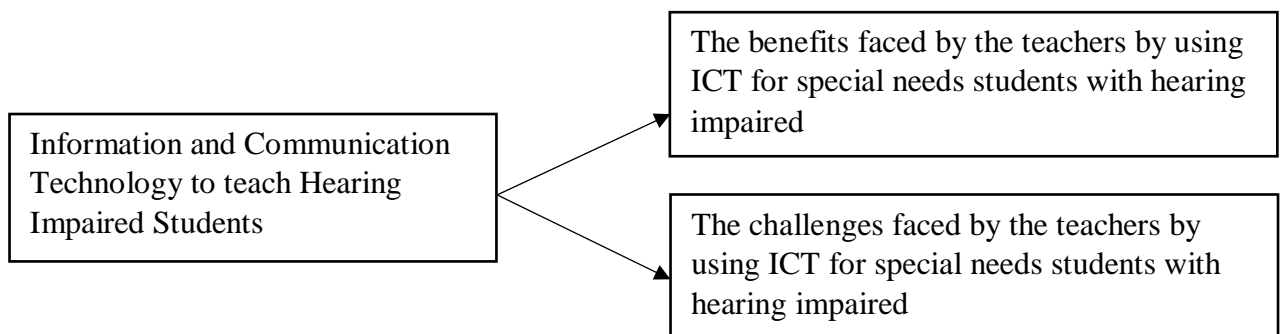 The benefits faced by the teachers by using
ICT for special needs students with hearing
impaired
Information and Communication
Technology to teach Hearing
Impaired Students
The challenges faced by the teachers by
using ICT for special needs students with
hearing impaired